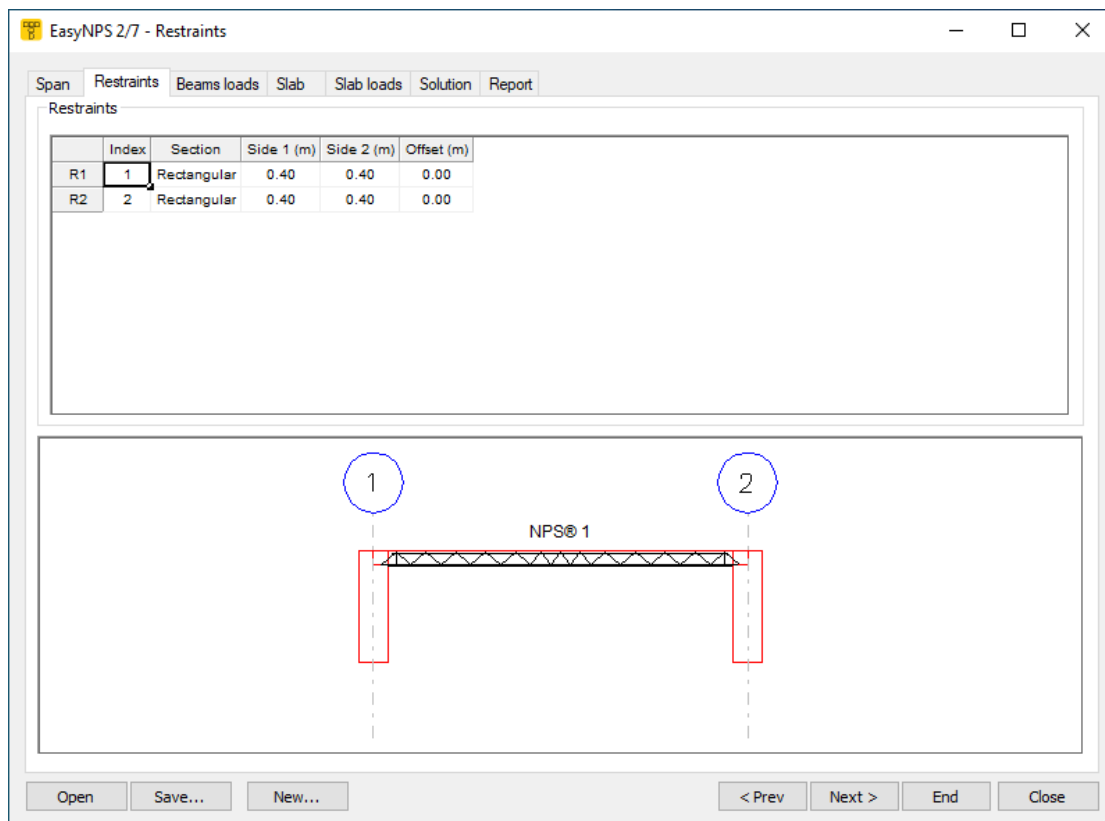 EasyNPS 2/7 - Restraints
Span Restraints Beams loads Slab Slab loads Solution Report
Restraints
Index Section Side 1 (m) Side 2 (m) Offset (m)
R1 1 Rectangular 0.40 0.40 0.00
R2 2 Rectangular 0.40 0.40 0.00
1 2
NPS® 1
Open Save... New... < Prev Next > End Close